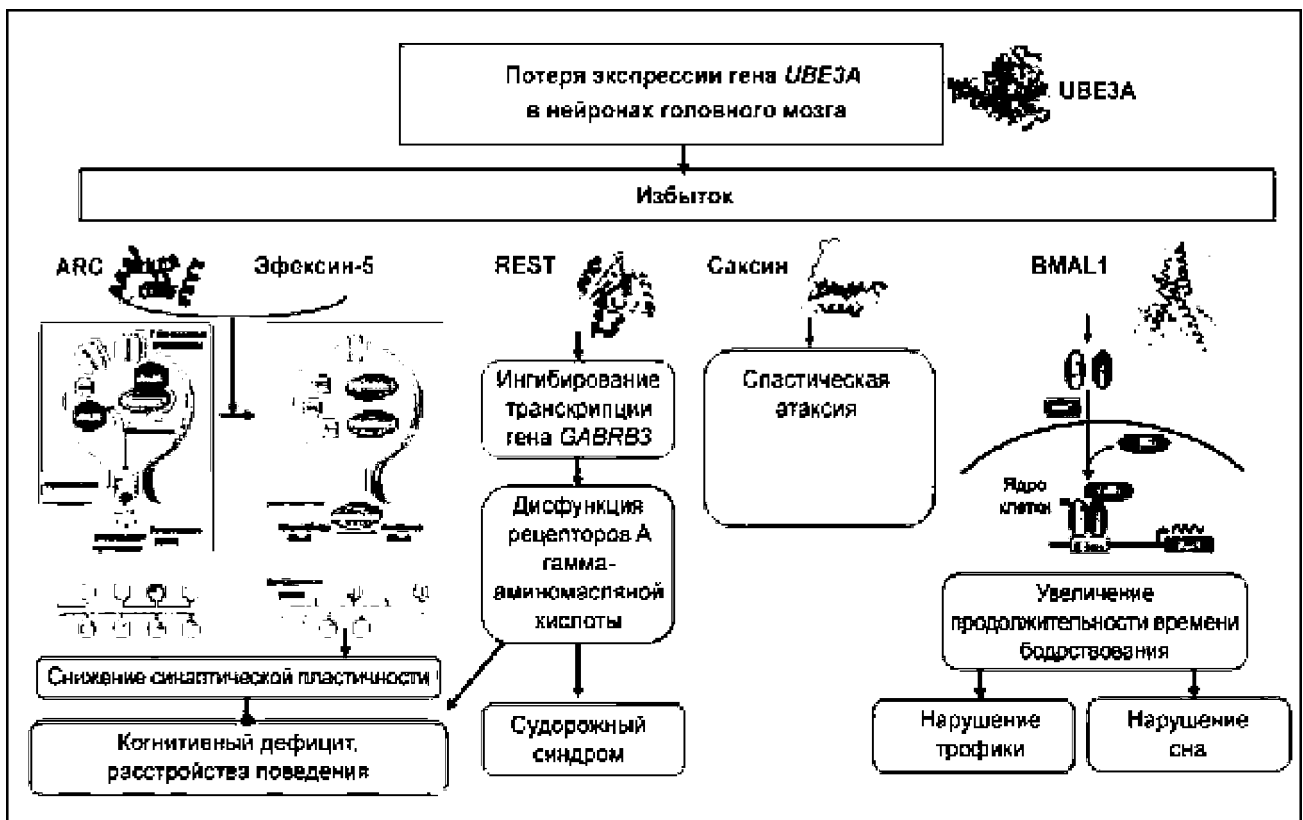 Потеря экспрессии гена UBE3A
в нейронах головного мозга
UBE3A
Избыток
ARC
Эфексин-5
REST
Саксин
BMAL1
Ингибирование
транскрипции
гена GABRB3
Спастическая
атаксия
Дисфункция
рецепторов А
гамма-
аминомасляной
кислоты
Ядро
клеток
Увеличение
продолжительности времени
бодрствования
Снижение синаптической пластичности
Когнитивный дефицит,
расстройства поведения
Судорожный
синдром
Нарушение
трофики
Нарушение
сна